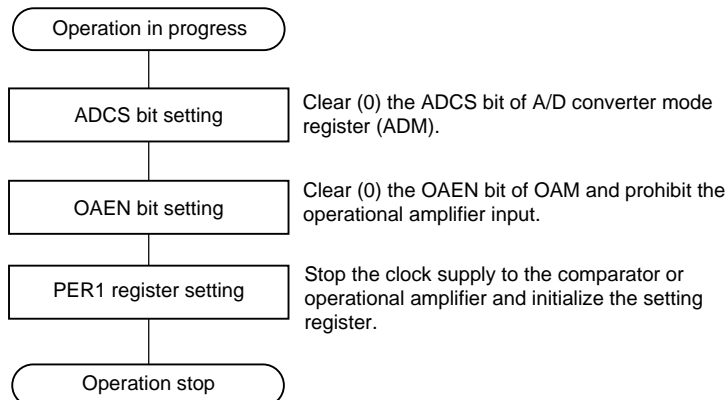 Operation in progress
ADCS bit setting
Clear (0) the ADCS bit of A/D converter mode
register (ADM).
OAEN bit setting
Clear (0) the OAEN bit of OAM and prohibit the
operational amplifier input.
PER1 register setting
Stop the clock supply to the comparator or
operational amplifier and initialize the setting
register.
Operation stop